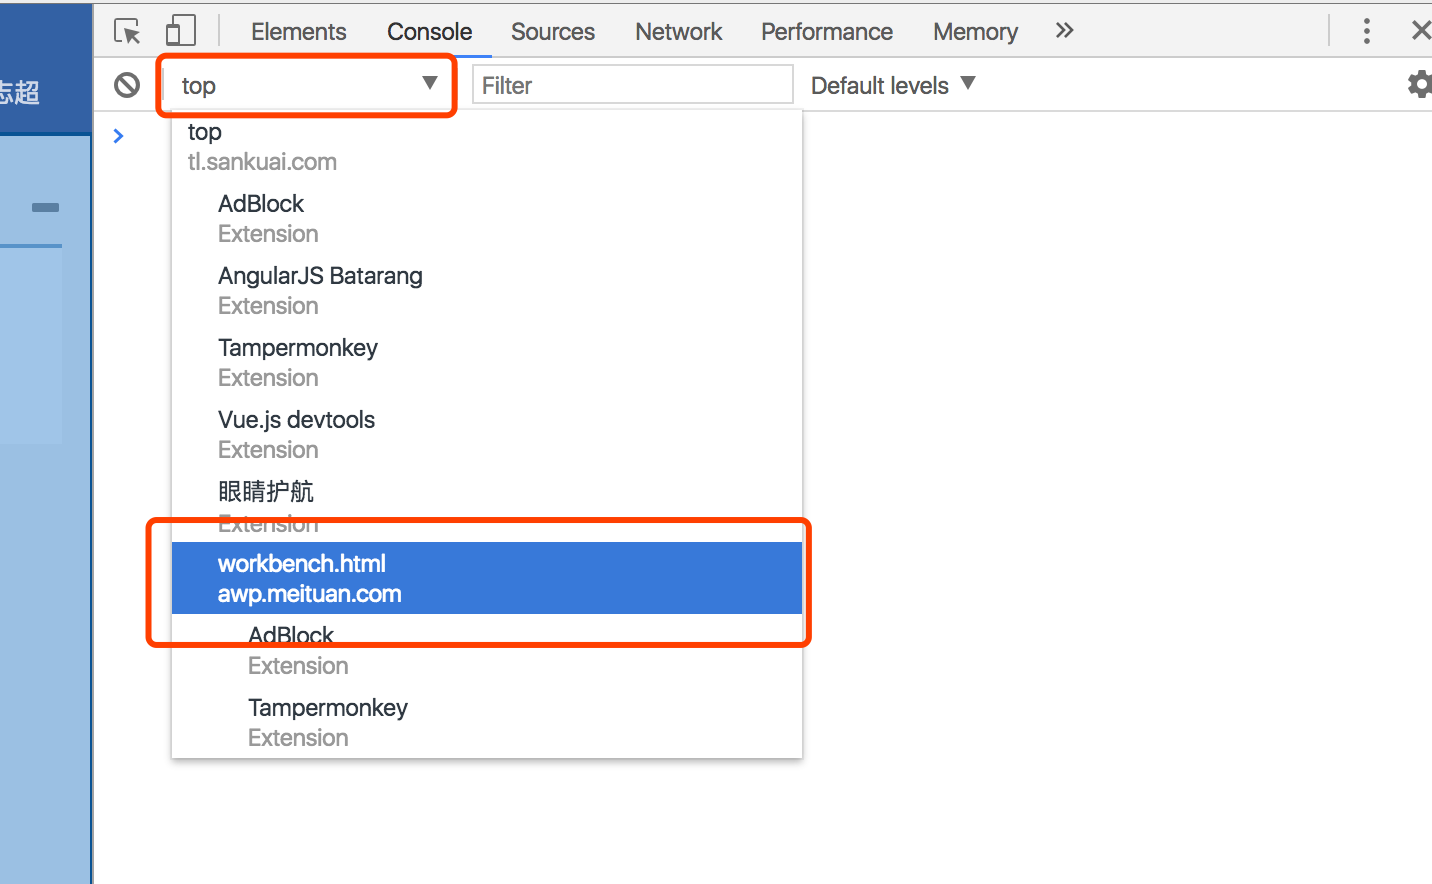 Elements Console Sources Network Performance Memory
top Filter Default levels
志超
top
tl.sankuai.com
AdBlock
Extension
AngularJS Batarang
Extension
Tampermonkey
Extension
Vue.js devtools
Extension
眼睛护航
Extension
workbench.html
awp.meituan.com
AdBlock
Extension
Tampermonkey
Extension